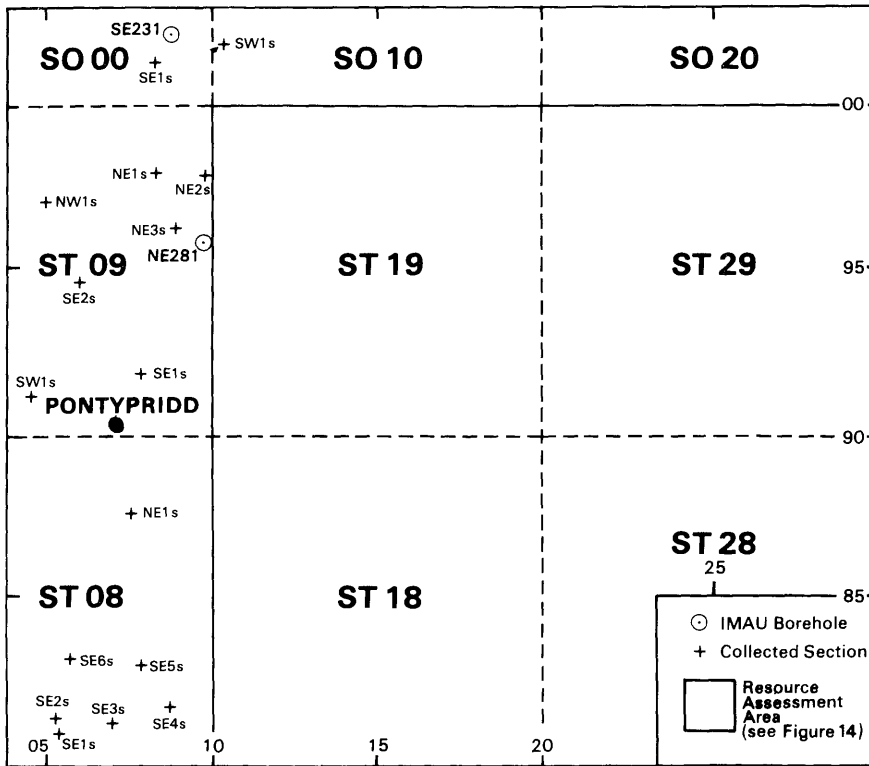 SE231
SW1s
SO 00
SO 10
SO 20
SE1s
00
NE1s
NE2s
NW1s
NE3s
NE281
ST 09
ST 19
ST 29
95
SE2s
SE1s
SW1s
PONTYPRIDD
90
NE1s
ST 28
25
ST 08
ST 18
85
IMAU Borehole
Collected Section
SE6s
SE5s
Resource
Assessment
Area
(see Figure 14)
SE2s
SE3s
SE4s
SE1s
05
10
15
20